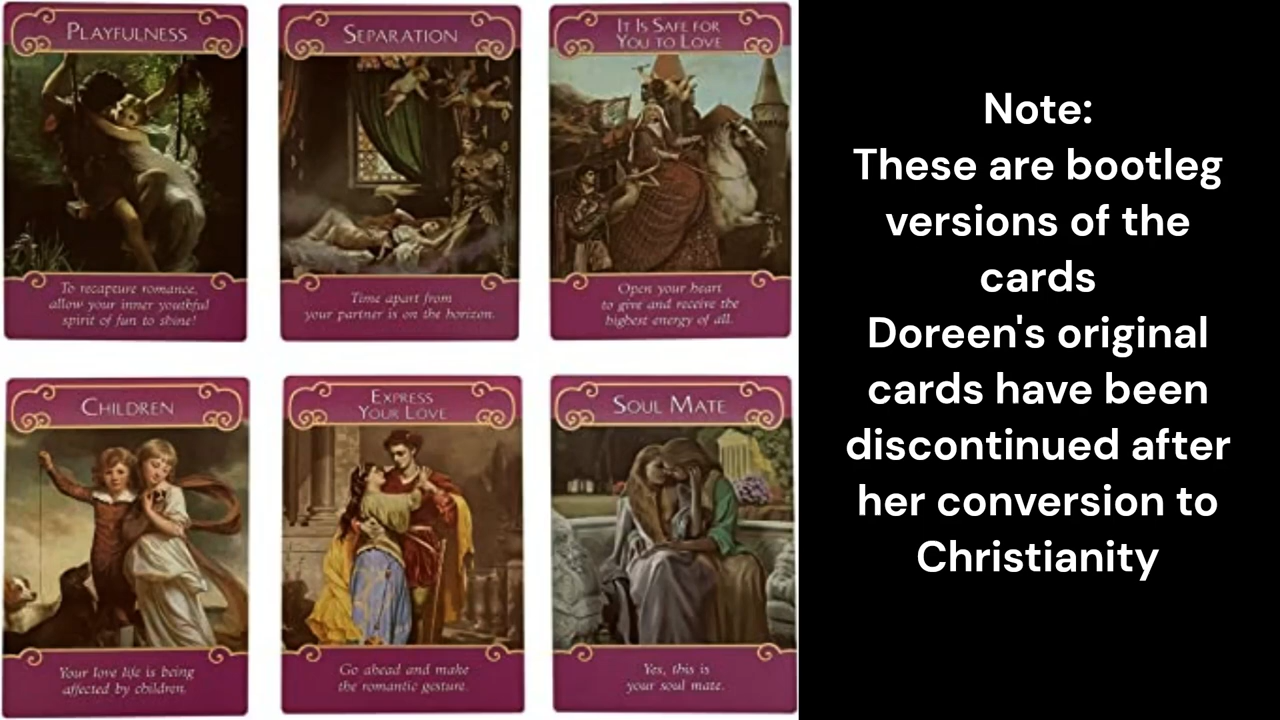 PLAYFULNESS
To recapture romance,
allow your inner youthful
spirit of fun to shine!
SEPARATION
Time apart from
your partner is on the horizon.
IT IS SAFE FOR
YOU TO LOVE
Open your heart
to give and receive the
highest energy of all.
CHILDREN
Your love life is being
affected by children.
EXPRESS
YOUR LOVE
Go ahead and make
the romantic gesture.
SOUL MATE
Yes, this is
your soul mate.
Note:
These are bootleg
versions of the
cards
Doreen's original
cards have been
discontinued after
her conversion to
Christianity